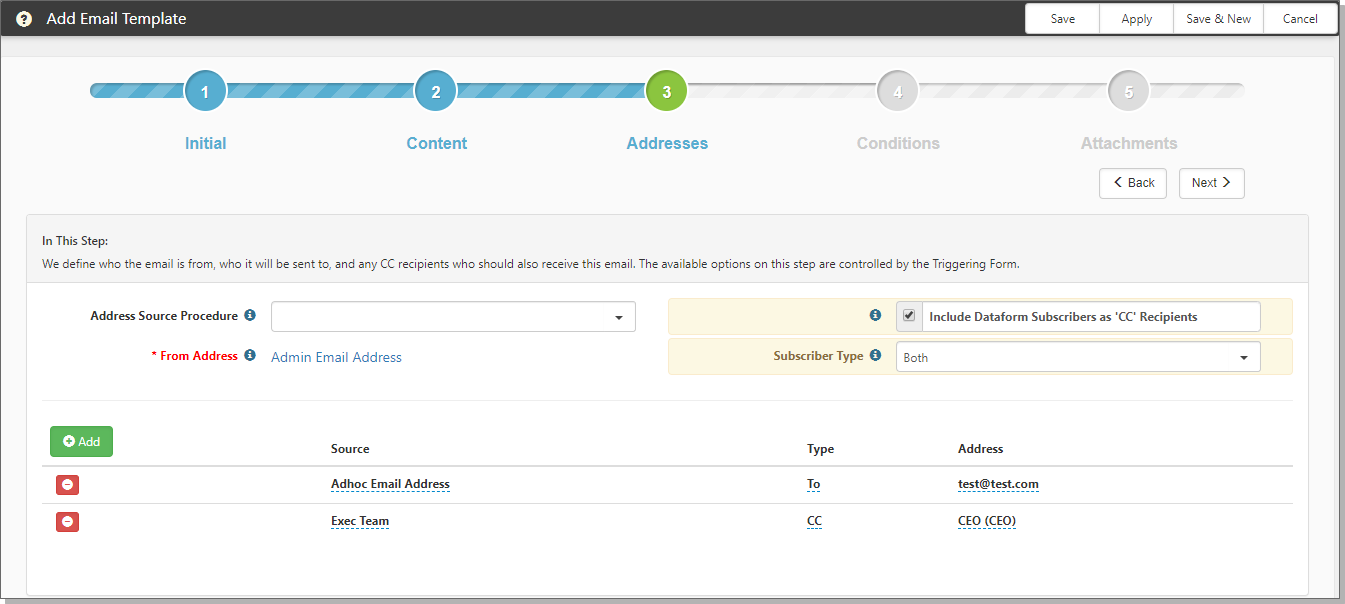 ? Add Email Template Save Apply Save & New Cancel
1 2 3 4 5
Initial Content Addresses Conditions Attachments
Back Next
In This Step:
We define who the email is from, who it will be sent to, and any CC recipients who should also receive this email. The available options on this step are controlled by the Triggering Form.
Address Source Procedure i i Include Dataform Subscribers as 'CC' Recipients
* From Address i Admin Email Address Subscriber Type i Both
Add
Source Type Address
Adhoc Email Address To test@test.com
Exec Team CC CEO (CEO)